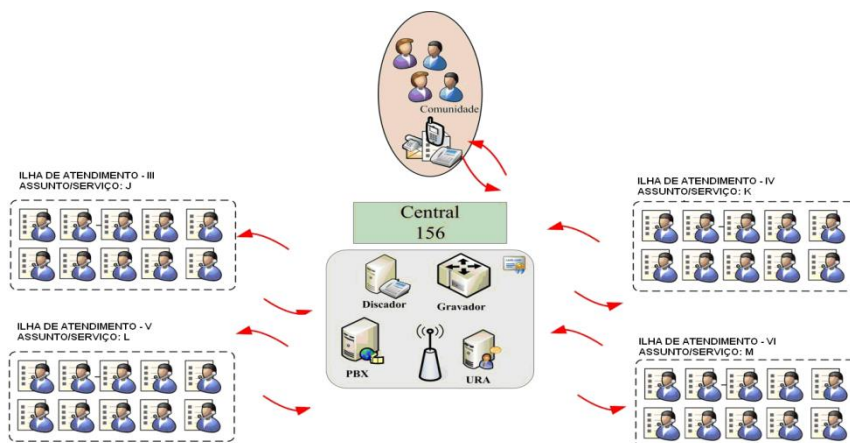 Comunidade
ILHA DE ATENDIMENTO - III
ASSUNTO/SERVIÇO: J
ILHA DE ATENDIMENTO - IV
ASSUNTO/SERVIÇO: K
Central
156
Discador
Gravador
ILHA DE ATENDIMENTO - V
ASSUNTO/SERVIÇO: L
ILHA DE ATENDIMENTO - VI
ASSUNTO/SERVIÇO: M
PBX
URA